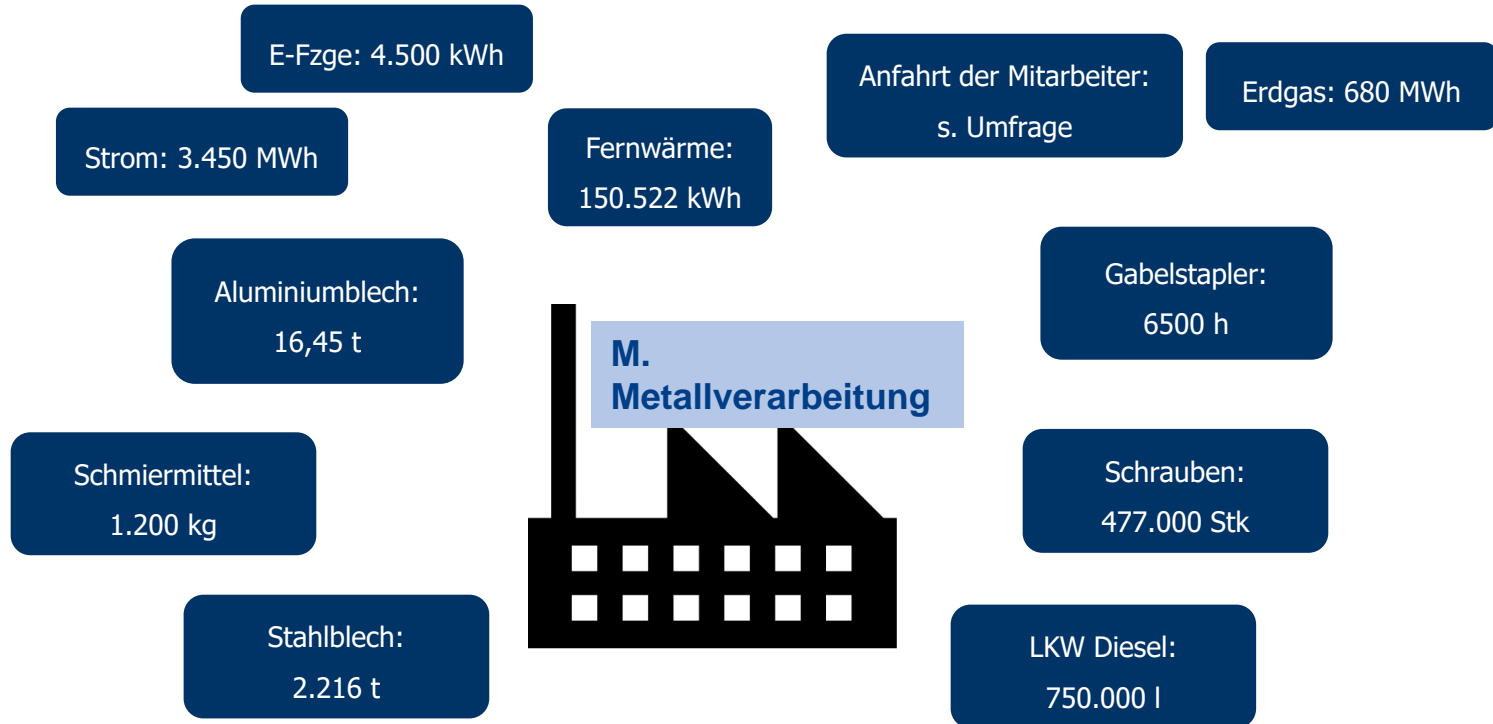 E-Fzge: 4.500 kWh
Anfahrt der Mitarbeiter:
s. Umfrage
Erdgas: 680 MWh
Strom: 3.450 MWh
Fernwärme:
150.522 kWh
Aluminiumblech:
16,45 t
Gabelstapler:
6500 h
M.
Metallverarbeitung
Schmiermittel:
1.200 kg
Schrauben:
477.000 Stk
Stahlblech:
2.216 t
LKW Diesel:
750.000 l